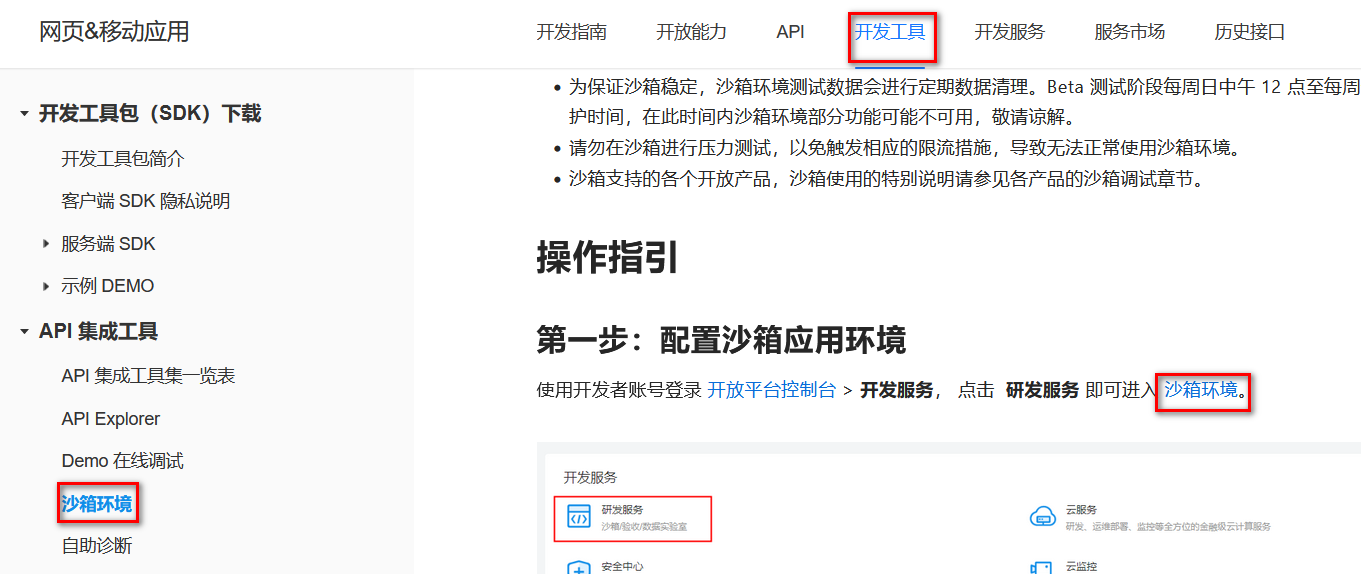 网页&移动应用
开发指南 开放能力 API 开发工具 开发服务 服务市场 历史接口
开发工具包（SDK）下载
开发工具包简介
客户端 SDK 隐私说明
服务端 SDK
示例 DEMO
API 集成工具
API 集成工具集一览表
API Explorer
Demo 在线调试
沙箱环境
自助诊断
• 为保证沙箱稳定，沙箱环境测试数据会进行定期数据清理。Beta 测试阶段每周日中午 12 点至每周
护时间，在此时间内沙箱环境部分功能可能不可用，敬请谅解。
• 请勿在沙箱进行压力测试，以免触发相应的限流措施，导致无法正常使用沙箱环境。
• 沙箱支持的各个开放产品，沙箱使用的特别说明请参见各产品的沙箱调试章节。
操作指引
第一步：配置沙箱应用环境
使用开发者账号登录 开放平台控制台 > 开发服务， 点击 研发服务 即可进入 沙箱环境。
开发服务
研发服务
沙箱/验收/数据实验室
云服务
研发、运维部署、监控等全方位的金融级云计算服务
安全中心
云监控